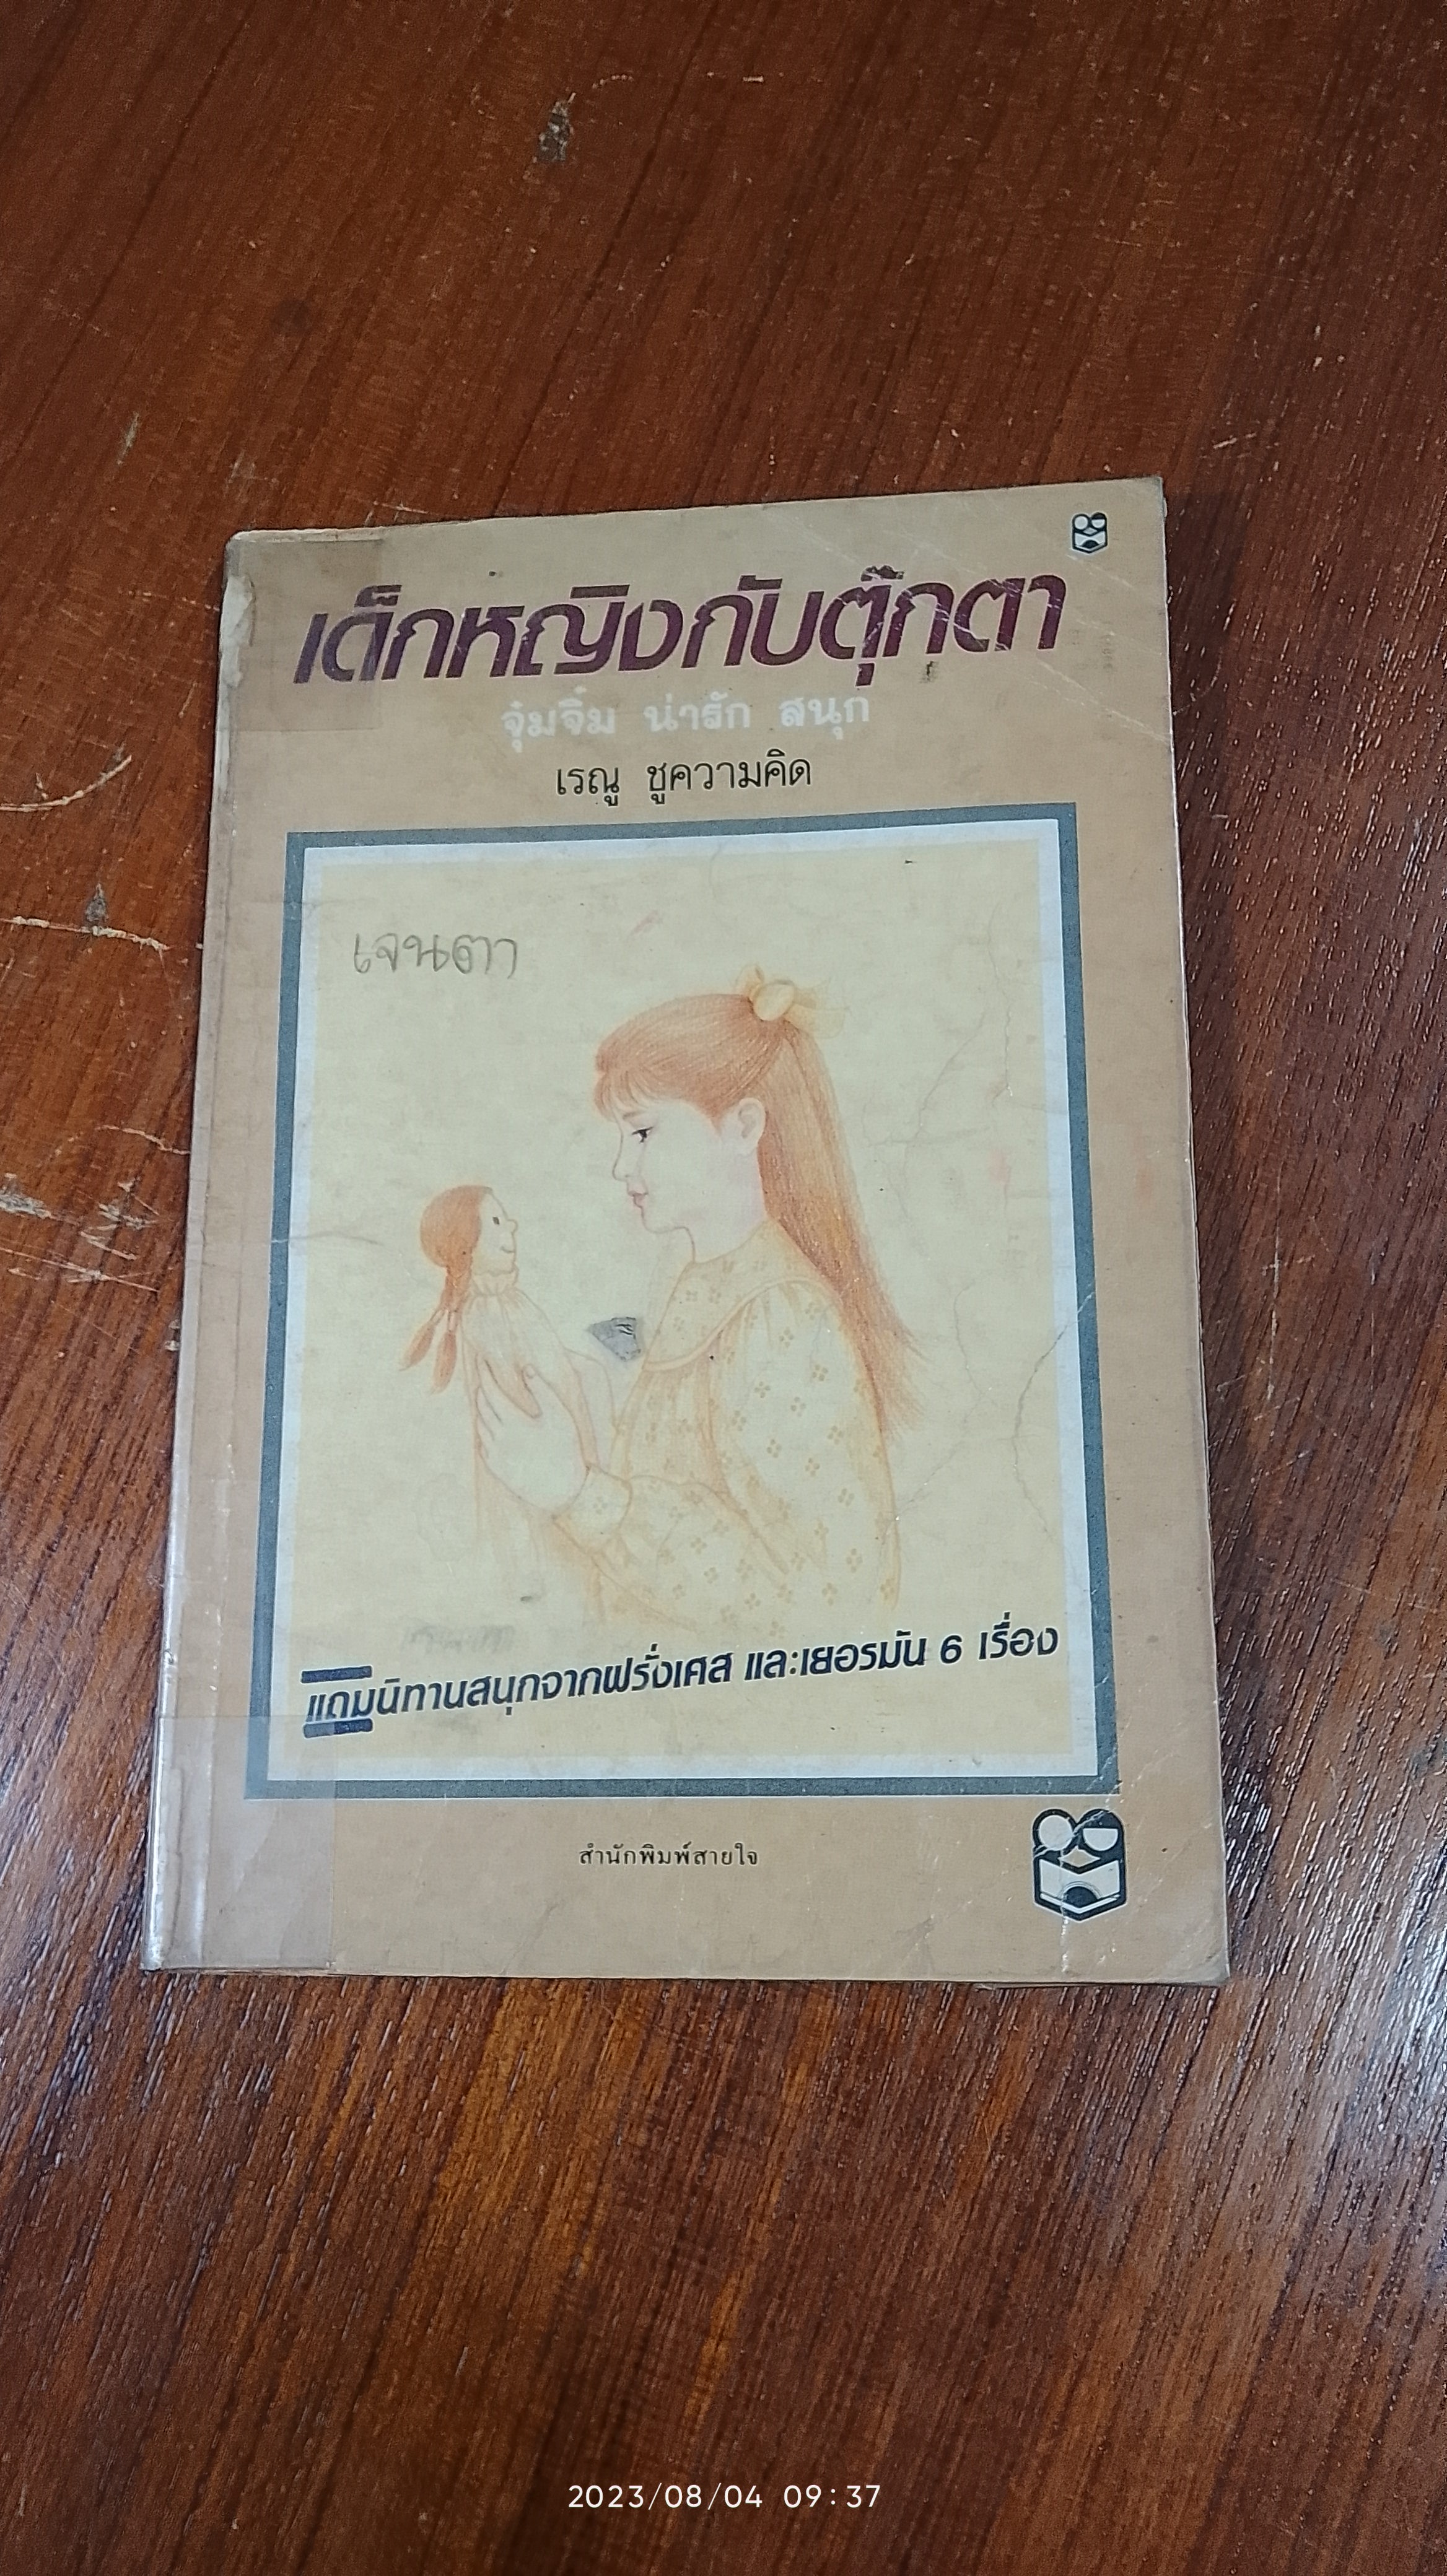 เด็กหญิงกับตุ๊กตา
จุ๋มจิ๋ม น่ารัก สนุก
เรณู ชูความคิด
เจนตา
แถมนิทานสนุกจากฝรั่งเศส และเยอรมัน 6 เรื่อง
สำนักพิมพ์สายใจ
2023/08/04 09:37